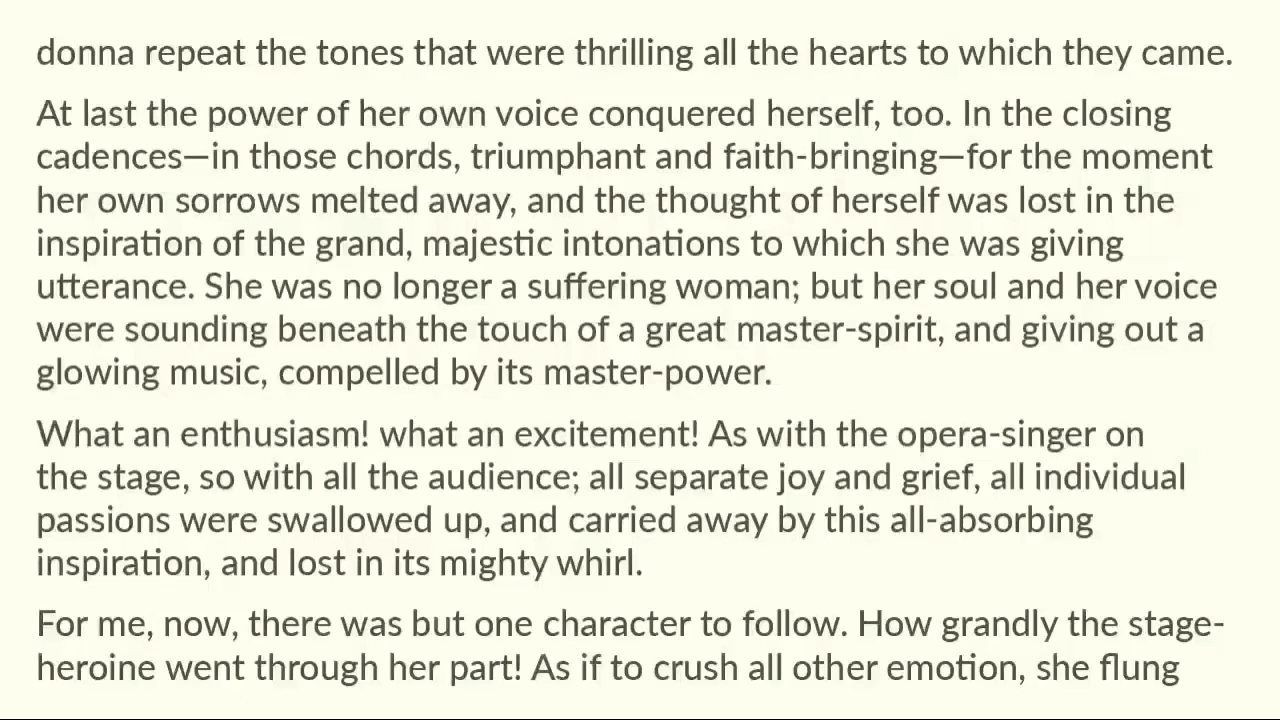 donna repeat the tones that were thrilling all the hearts to which they came.
At last the power of her own voice conquered herself, too. In the closing
cadences—in those chords, triumphant and faith-bringing—for the moment
her own sorrows melted away, and the thought of herself was lost in the
inspiration of the grand, majestic intonations to which she was giving
utterance. She was no longer a suffering woman; but her soul and her voice
were sounding beneath the touch of a great master-spirit, and giving out a
glowing music, compelled by its master-power.
What an enthusiasm! what an excitement! As with the opera-singer on
the stage, so with all the audience; all separate joy and grief, all individual
passions were swallowed up, and carried away by this all-absorbing
inspiration, and lost in its mighty whirl.
For me, now, there was but one character to follow. How grandly the stage-
heroine went through her part! As if to crush all other emotion, she flung